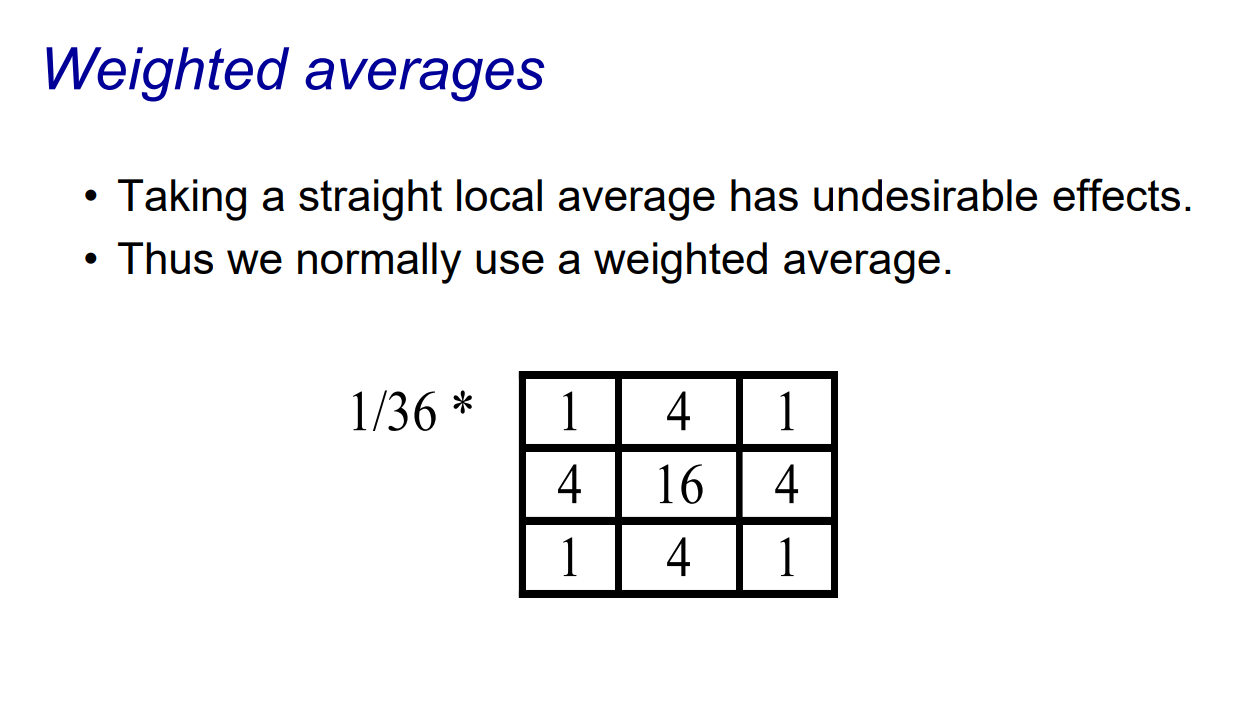 Weighted averages
• Taking a straight local average has undesirable effects.
• Thus we normally use a weighted average.
1/36 * 1 4 1
4 16 4
1 4 1